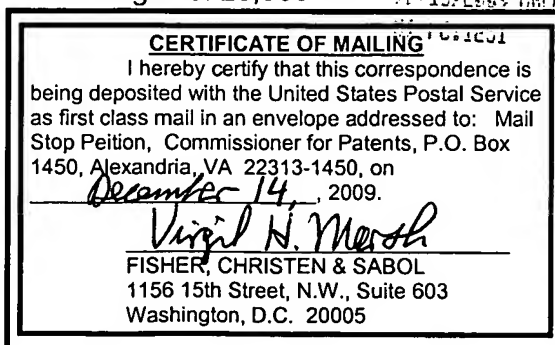 CERTIFICATE OF MAILING
I hereby certify that this correspondence is
being deposited with the United States Postal Service
as first class mail in an envelope addressed to: Mail
Stop Peition, Commissioner for Patents, P.O. Box
1450, Alexandria, VA 22313-1450, on
December 14, , 2009.
Virgil H. Marsh
FISHER, CHRISTEN & SABOL
1156 15th Street, N.W., Suite 603
Washington, D.C. 20005